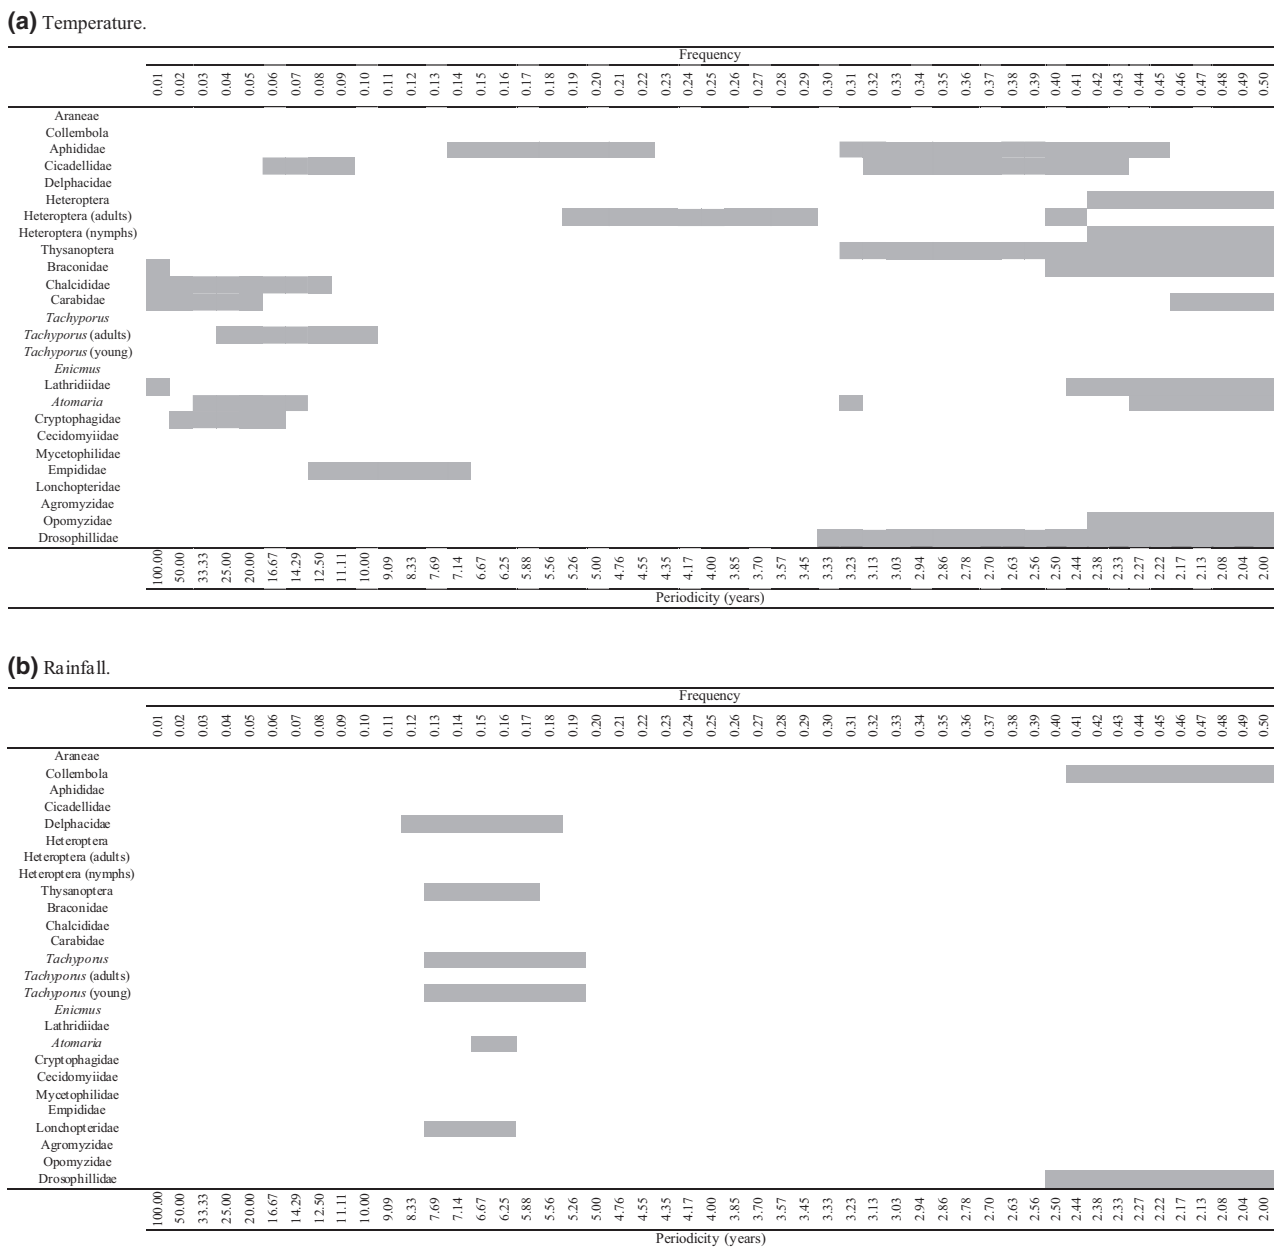 (a) Temperature.
Frequency
0.01 0.02 0.03 0.04 0.05 0.06 0.07 0.08 0.09 0.10 0.11 0.12 0.13 0.14 0.15 0.16 0.17 0.18 0.19 0.20 0.21 0.22 0.23 0.24 0.25 0.26 0.27 0.28 0.29 0.30 0.31 0.32 0.33 0.34 0.35 0.36 0.37 0.38 0.39 0.40 0.41 0.42 0.43 0.44 0.45 0.46 0.47 0.48 0.49 0.50
Araneae
Collembola
Aphididae
Cicadellidae
Delphacidae
Heteroptera
Heteroptera (adults)
Heteroptera (nymphs)
Thysanoptera
Braconidae
Chalcididae
Carabidae
Tachyporus
Tachyporus (adults)
Tachyporus (young)
Enicmus
Lathridiidae
Atomaria
Cryptophagidae
Cecidomyiidae
Mycetophilidae
Empididae
Lonchopteridae
Agromyzidae
Opomyzidae
Drosophillidae
100.00 50.00 33.33 25.00 20.00 16.67 14.29 12.50 11.11 10.00 9.09 8.33 7.69 7.14 6.67 6.25 5.88 5.56 5.26 5.00 4.76 4.55 4.35 4.17 4.00 3.85 3.70 3.57 3.45 3.33 3.23 3.13 3.03 2.94 2.86 2.78 2.70 2.63 2.56 2.50 2.44 2.38 2.33 2.27 2.22 2.17 2.13 2.08 2.04 2.00
Periodicity (years)
(b) Rainfall.
Frequency
0.01 0.02 0.03 0.04 0.05 0.06 0.07 0.08 0.09 0.10 0.11 0.12 0.13 0.14 0.15 0.16 0.17 0.18 0.19 0.20 0.21 0.22 0.23 0.24 0.25 0.26 0.27 0.28 0.29 0.30 0.31 0.32 0.33 0.34 0.35 0.36 0.37 0.38 0.39 0.40 0.41 0.42 0.43 0.44 0.45 0.46 0.47 0.48 0.49 0.50
Araneae
Collembola
Aphididae
Cicadellidae
Delphacidae
Heteroptera
Heteroptera (adults)
Heteroptera (nymphs)
Thysanoptera
Braconidae
Chalcididae
Carabidae
Tachyporus
Tachyporus (adults)
Tachyporus (young)
Enicmus
Lathridiidae
Atomaria
Cryptophagidae
Cecidomyiidae
Mycetophilidae
Empididae
Lonchopteridae
Agromyzidae
Opomyzidae
Drosophillidae
100.00 50.00 33.33 25.00 20.00 16.67 14.29 12.50 11.11 10.00 9.09 8.33 7.69 7.14 6.67 6.25 5.88 5.56 5.26 5.00 4.76 4.55 4.35 4.17 4.00 3.85 3.70 3.57 3.45 3.33 3.23 3.13 3.03 2.94 2.86 2.78 2.70 2.63 2.56 2.50 2.44 2.38 2.33 2.27 2.22 2.17 2.13 2.08 2.04 2.00
Periodicity (years)